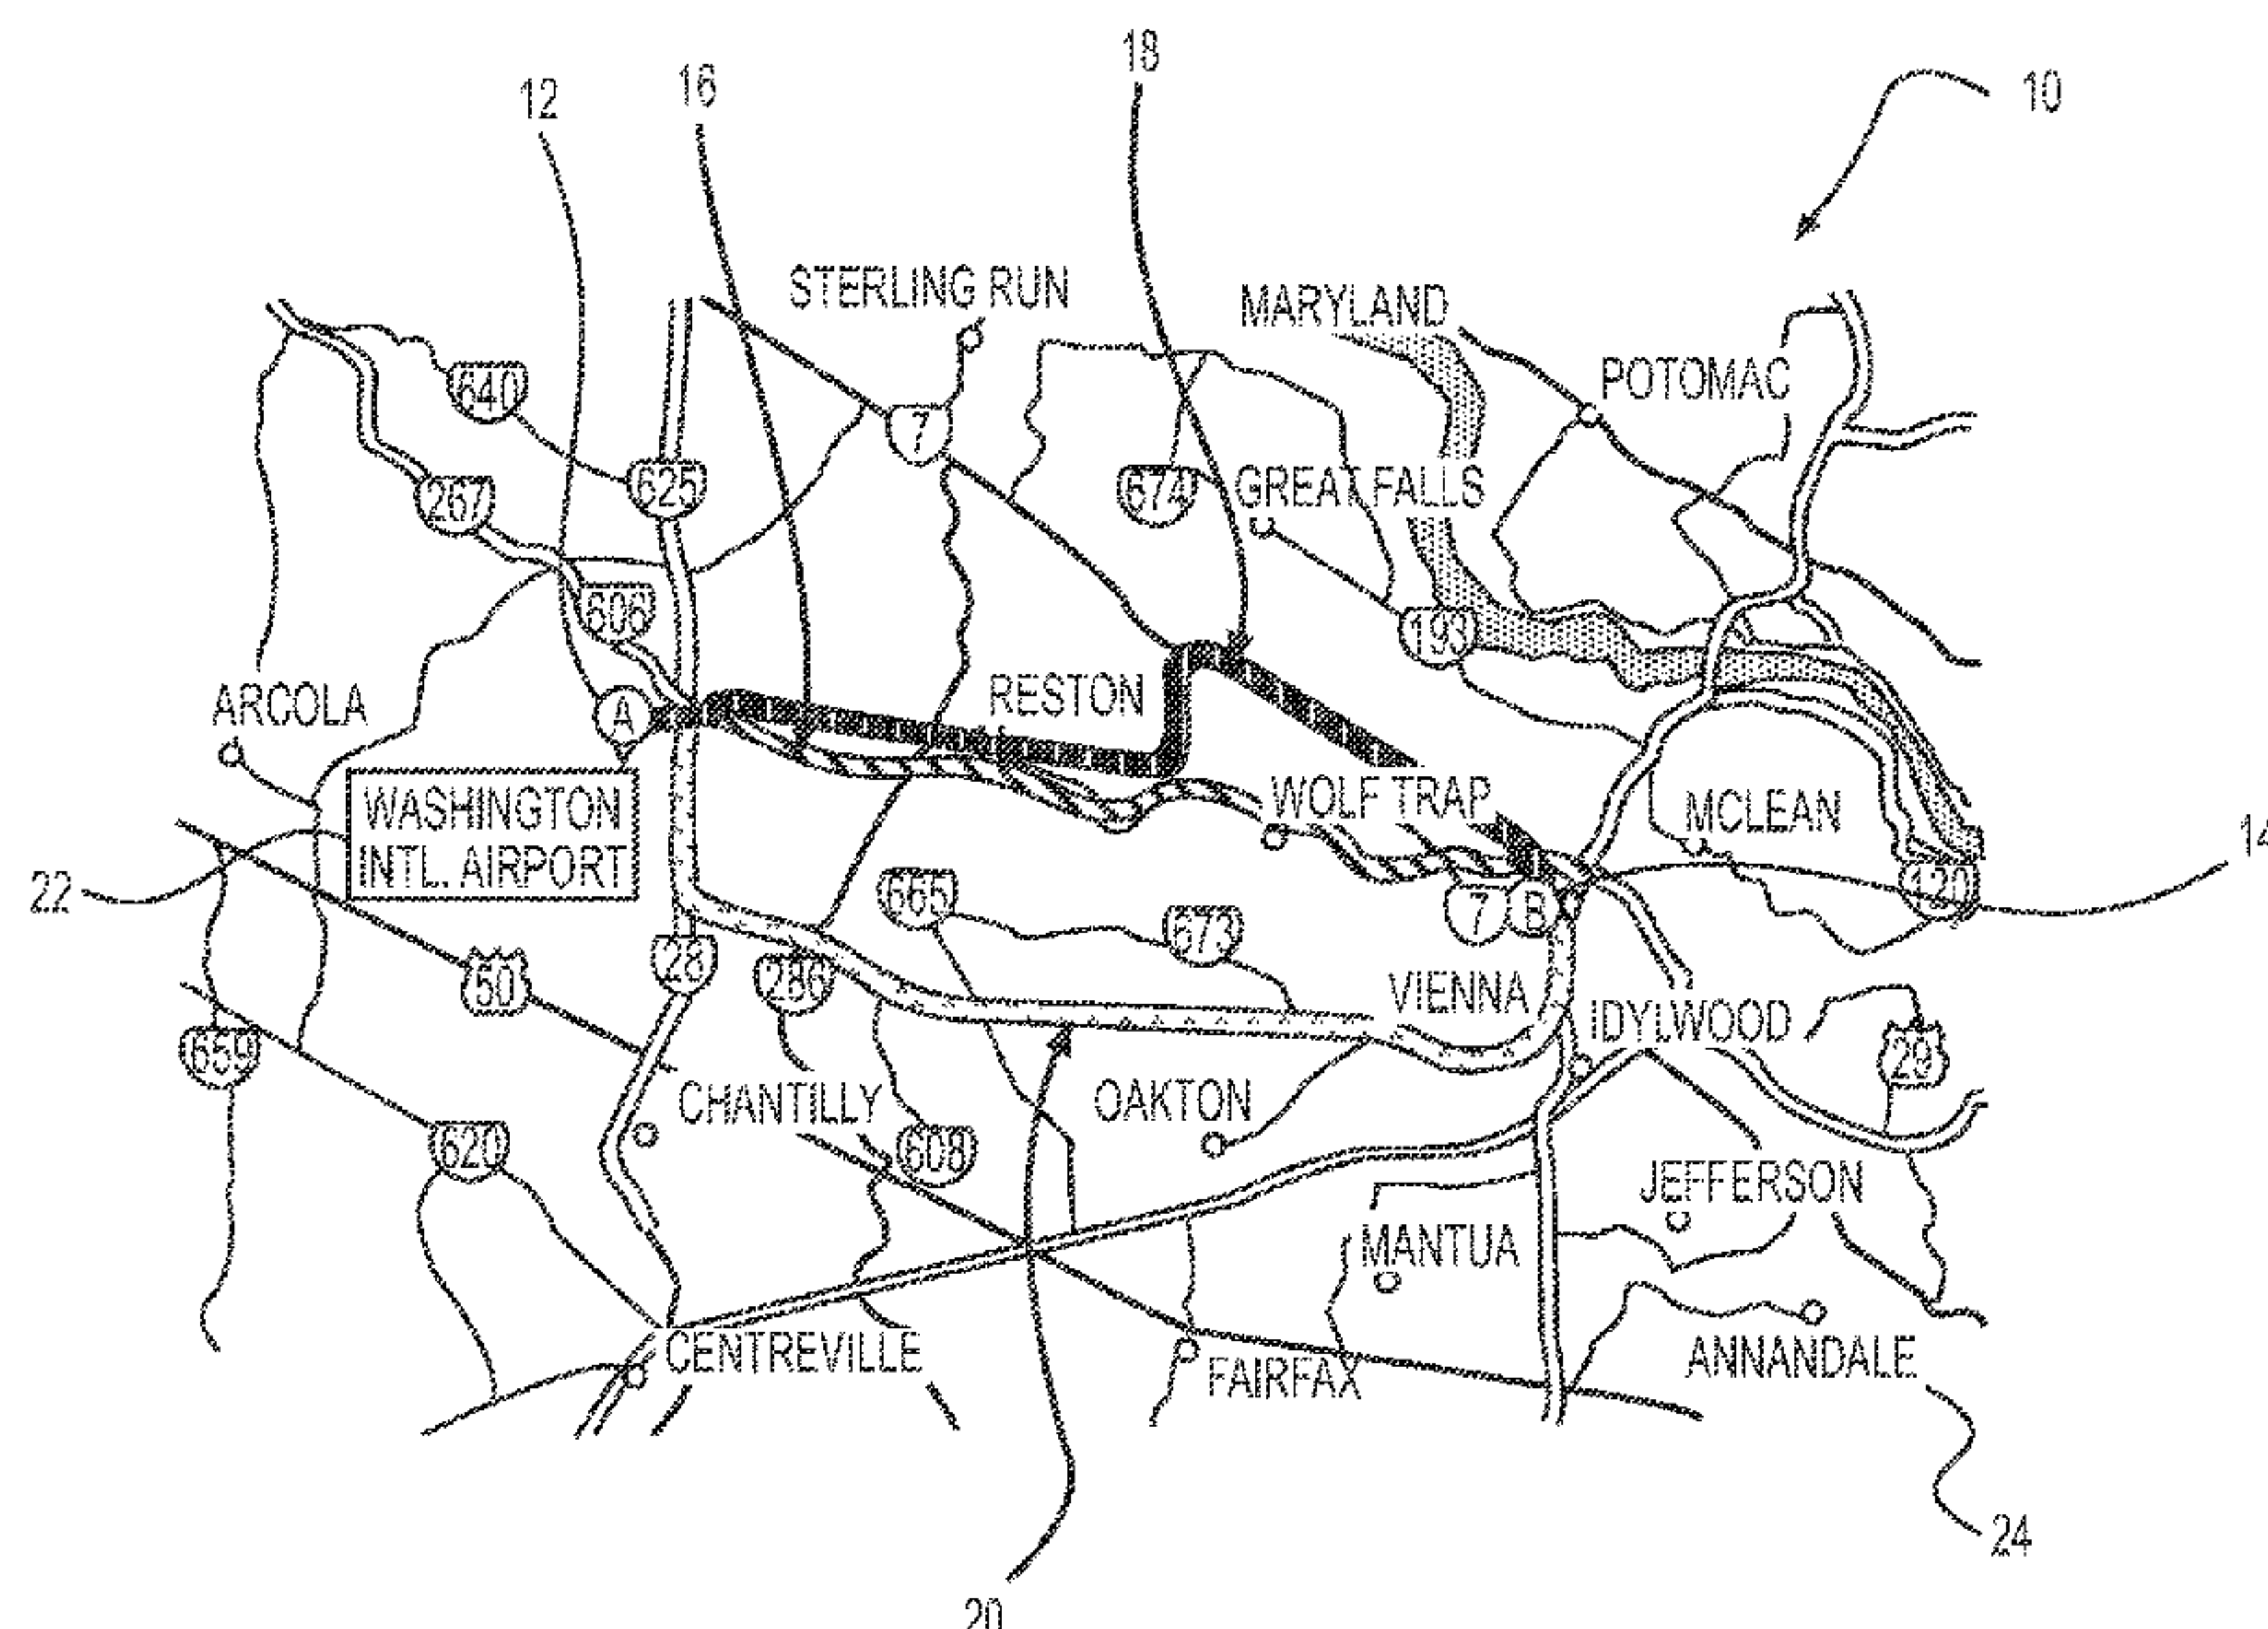 18
10
12
16
STERLING RUN
MARYLAND
POTOMAC
640
7
625
267
674
GREAT FALLS
606
193
RESTON
ARCOLA
A
WASHINGTON
INTL. AIRPORT
WOLF TRAP
MCLEAN
14
22
665
120
7
B
673
28
50
286
VIENNA
IDYLWOOD
659
29
CHANTILLY
OAKTON
620
608
JEFFERSON
MANTUA
CENTREVILLE
FAIRFAX
ANNANDALE
24
20